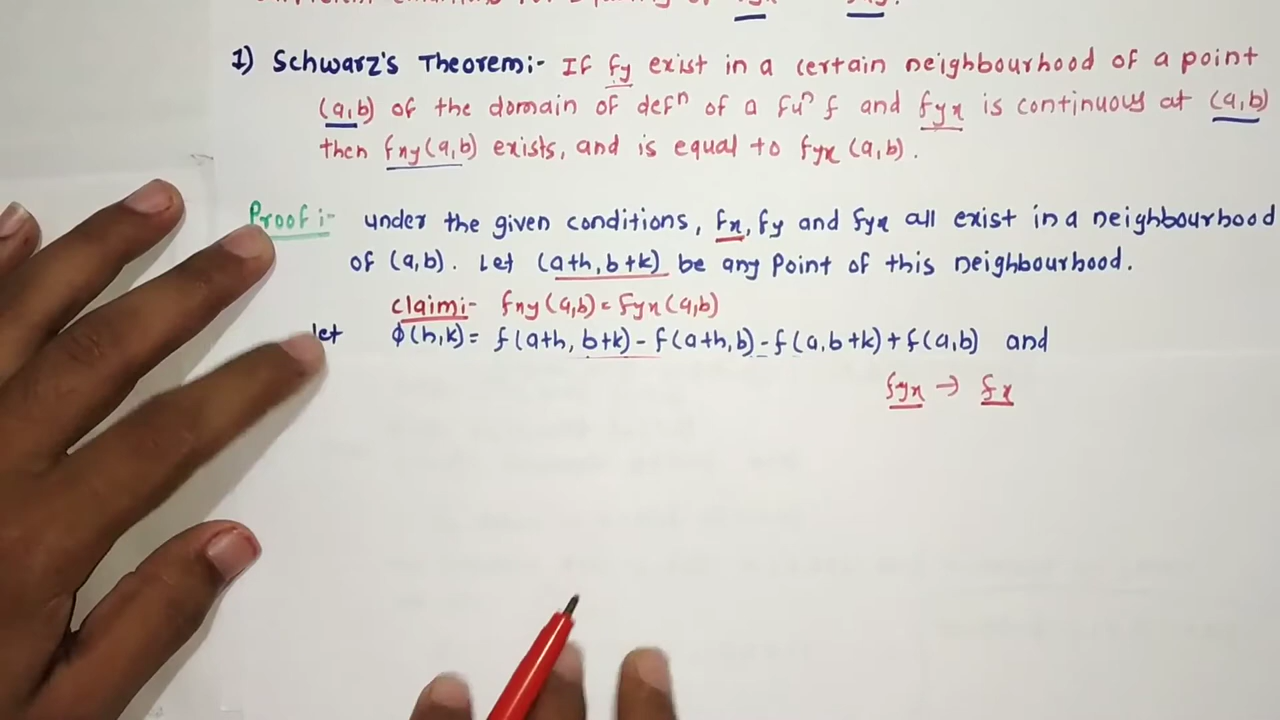 1) Schwarz's Theorem:- If fy exist in a certain neighbourhood of a point
(a,b) of the domain of defⁿ of a fuⁿ f and fyx is continuous at (a,b)
then fxy(a,b) exists, and is equal to fyx (a,b).
Proof :- under the given conditions, fx, fy and fyx all exist in a neighbourhood
of (a,b). Let (a+h, b+k) be any point of this neighbourhood.
claim:- fxy(a,b) = fyx(a,b)
let ϕ(h,k) = f(a+h, b+k) - f(a+h,b) - f(a,b+k) + f(a,b) and
fyx → fx